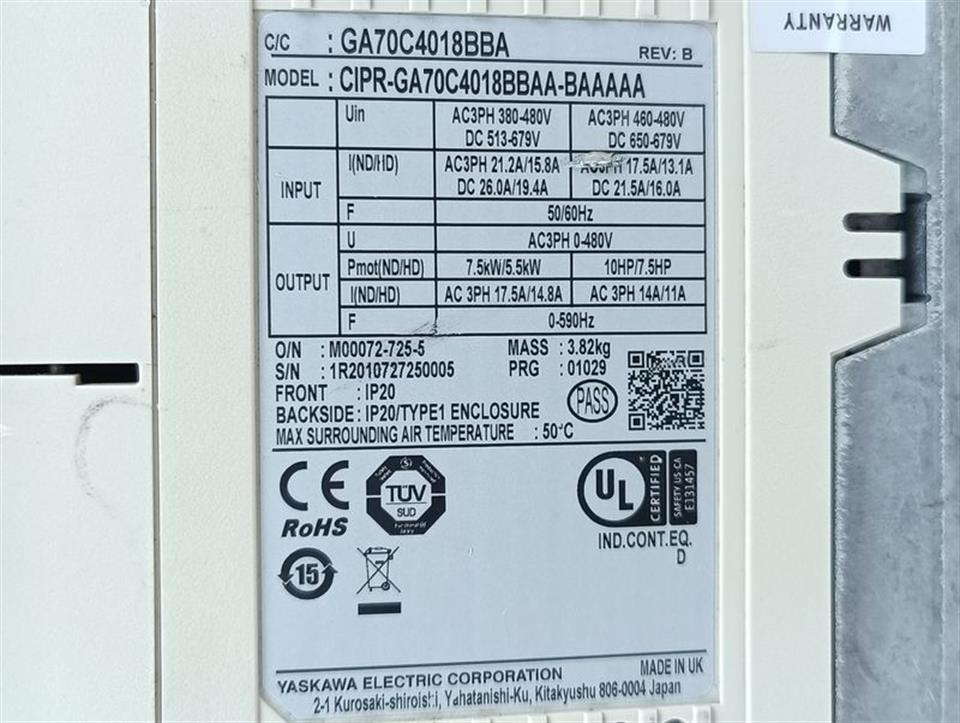 WARRANTY
C/C : GA70C4018BBA REV: B
MODEL : CIPR-GA70C4018BBAA-BAAAAA
Uin AC3PH 380-480V AC3PH 460-480V
DC 513-679V DC 650-679V
INPUT I(ND/HD) AC3PH 21.2A/15.8A AC3PH 17.5A/13.1A
DC 26.0A/19.4A DC 21.5A/16.0A
F 50/60Hz
OUTPUT U AC3PH 0-480V
Pmot(ND/HD) 7.5kW/5.5kW 10HP/7.5HP
I(ND/HD) AC 3PH 17.5A/14.8A AC 3PH 14A/11A
F 0-590Hz
O/N : M00072-725-5 MASS : 3.82kg
S/N : 1R2010727250005 PRG : 01029
FRONT : IP20
BACKSIDE : IP20/TYPE1 ENCLOSURE
MAX SURROUNDING AIR TEMPERATURE : 50°C
PASS
CE
RoHS
TÜV
SUD
UL
CERTIFIED
SAFETY US-CA
E131457
IND.CONT.EQ.
D
15
YASKAWA ELECTRIC CORPORATION MADE IN UK
2-1 Kurosaki-shiroishi, Yahatanishi-Ku, Kitakyushu 806-0004 Japan